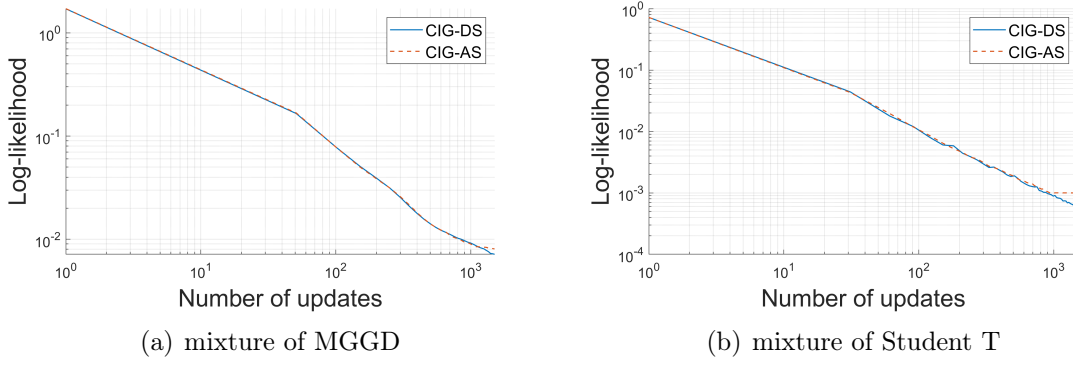 CIG-DS
CIG-AS
10^0
10^-1
10^-2
Log-likelihood
10^0
10^1
10^2
10^3
Number of updates
(a) mixture of MGGD
CIG-DS
CIG-AS
10^0
10^-1
10^-2
10^-3
10^-4
Log-likelihood
10^0
10^1
10^2
10^3
Number of updates
(b) mixture of Student T